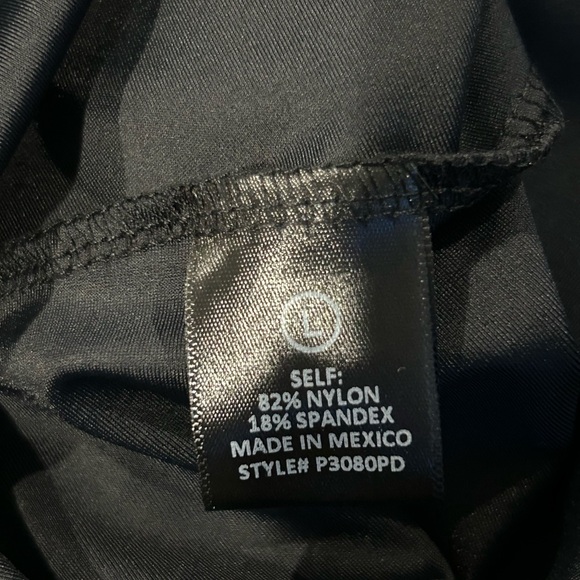 L
SELF:
82% NYLON
18% SPANDEX
MADE IN MEXICO
STYLE# P3080PD